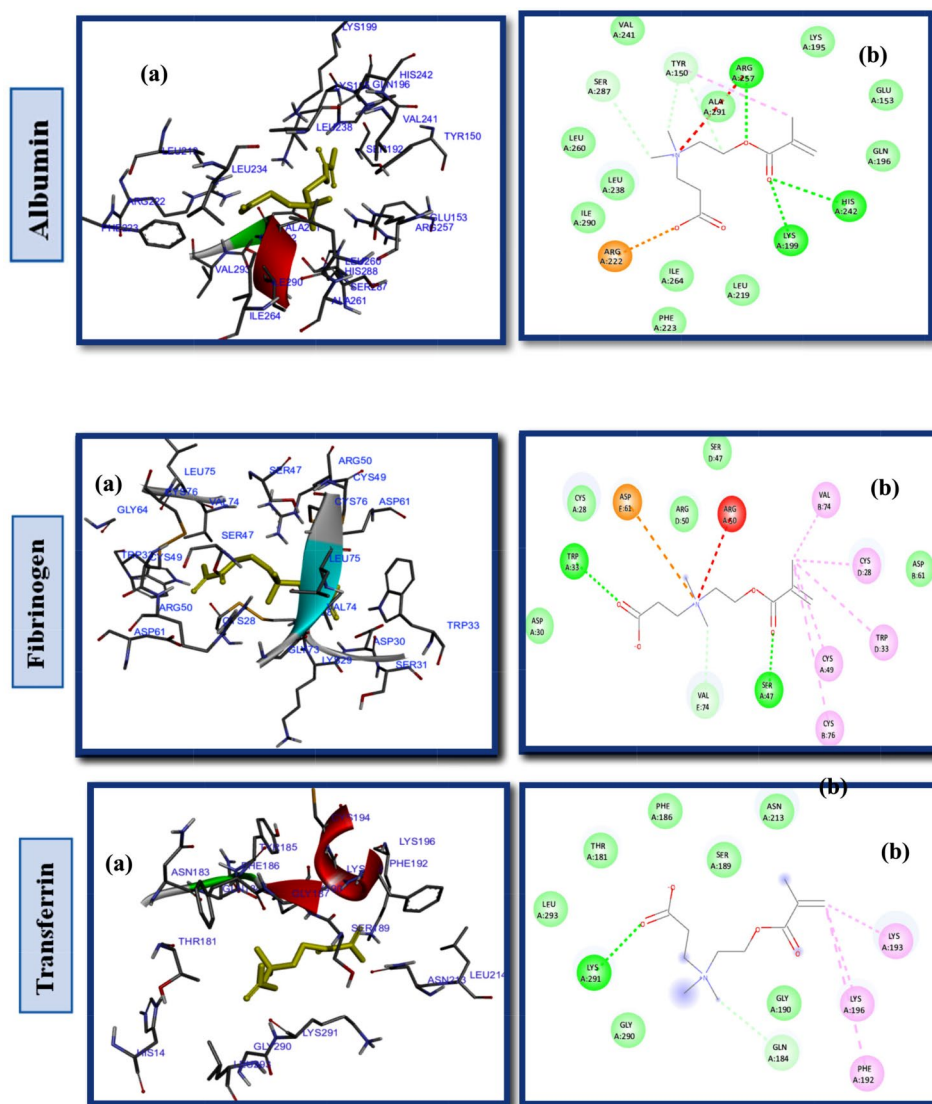 Albumin
(a)
LYS199
HIS242
GLN196
VAL241
LEU238
SER192
TYR150
LEU234
ARG222
GLU153
ARG257
LEU260
HIS288
SER287
VAL293
ALA261
ILE264
(b)
VAL
A:241
LYS
A:195
TYR
A:150
ARG
A:257
SER
A:287
ALA
A:291
GLU
A:153
LEU
A:260
GLN
A:196
LEU
A:238
HIS
A:242
ILE
A:290
LYS
A:199
ARG
A:222
ILE
A:264
LEU
A:219
PHE
A:223
Fibrinogen
(a)
LEU75
SER47
ARG50
CYS49
CYS76
VAL74
CYS76
ASP61
GLY64
SER47
CYS49
LEU75
ARG50
VAL74
TRP33
ASP61
CYS28
ASP30
LYS29
SER31
(b)
SER
D:47
CYS
A:28
ASP
E:61
ARG
D:50
ARG
A:50
VAL
B:74
TRP
A:33
CYS
D:28
ASP
B:61
ASP
A:30
TRP
D:33
CYS
A:49
VAL
E:74
SER
A:47
CYS
B:76
(b)
Transferrin
(a)
LYS196
TYR185
PHE192
ASN183
PHE186
SER189
THR181
ASN213
LEU214
LYS291
GLY290
HIS14
(b)
PHE
A:186
ASN
A:213
THR
A:181
SER
A:189
LEU
A:293
LYS
A:193
LYS
A:291
LYS
A:196
GLY
A:190
GLY
A:290
GLN
A:184
PHE
A:192